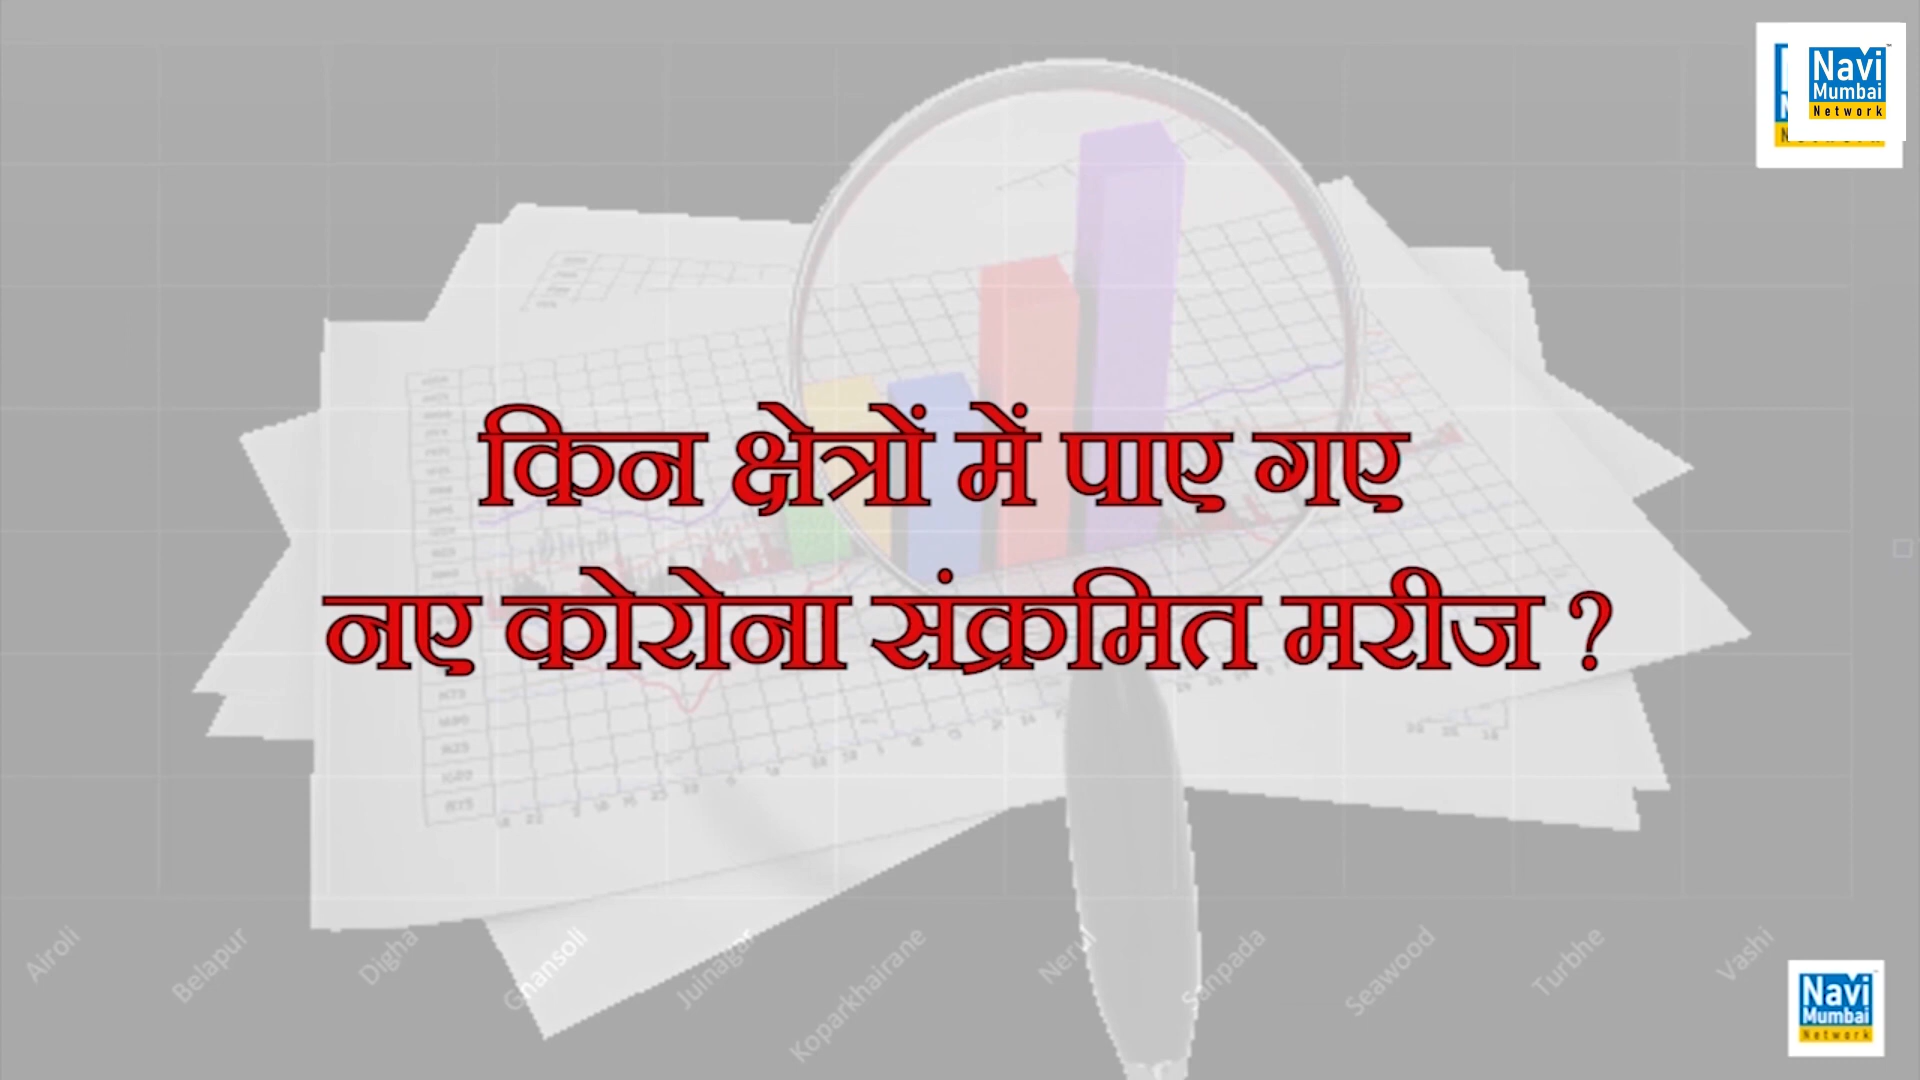 Navi
Mumbai
Network
किन क्षेत्रों में पाए गए
नए कोरोना संक्रमित मरीज ?
Airoli
Belapur
Digha
Ghansoli
Juinagar
Koparkhairane
Nerul
Sanpada
Seawood
Turbhe
Vashi
Navi
Mumbai
Network